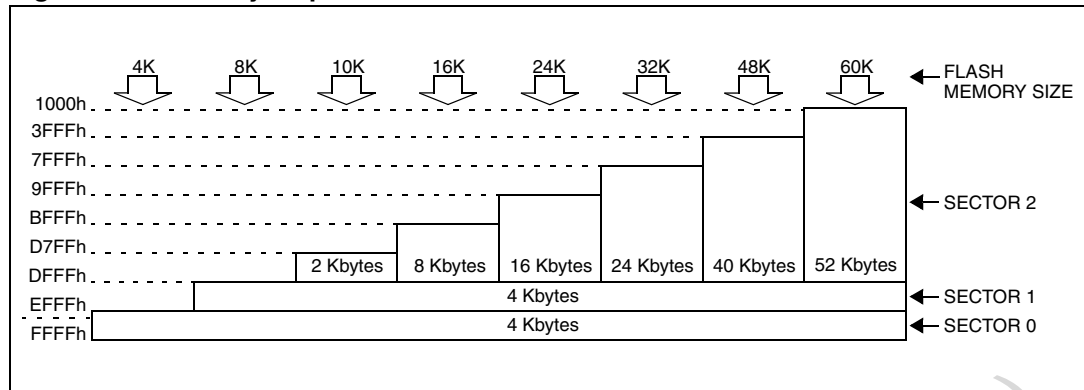 4K 8K 10K 16K 24K 32K 48K 60K
FLASH
MEMORY SIZE
1000h
3FFFh
7FFFh
9FFFh
SECTOR 2
BFFFh
D7FFh
2 Kbytes 8 Kbytes 16 Kbytes 24 Kbytes 40 Kbytes 52 Kbytes
DFFFh
4 Kbytes
SECTOR 1
EFFFh
4 Kbytes
SECTOR 0
FFFFh